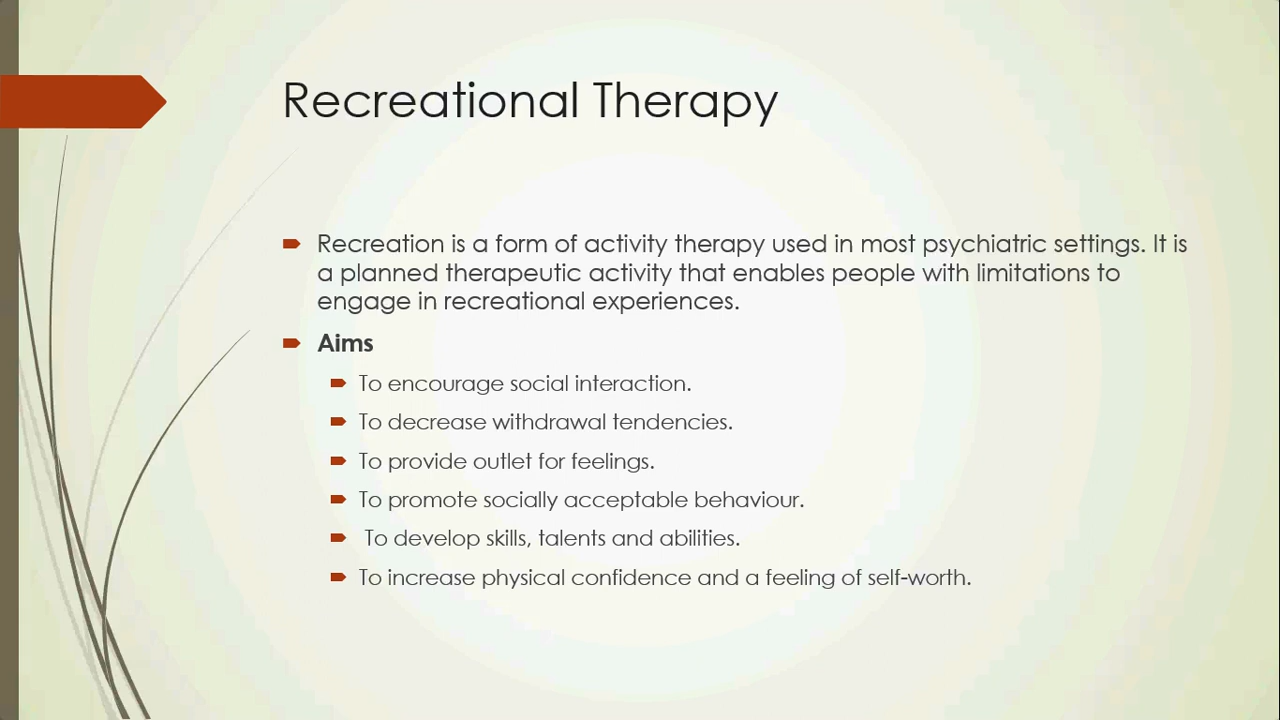 Recreational Therapy
Recreation is a form of activity therapy used in most psychiatric settings. It is
a planned therapeutic activity that enables people with limitations to
engage in recreational experiences.
Aims
To encourage social interaction.
To decrease withdrawal tendencies.
To provide outlet for feelings.
To promote socially acceptable behaviour.
To develop skills, talents and abilities.
To increase physical confidence and a feeling of self-worth.